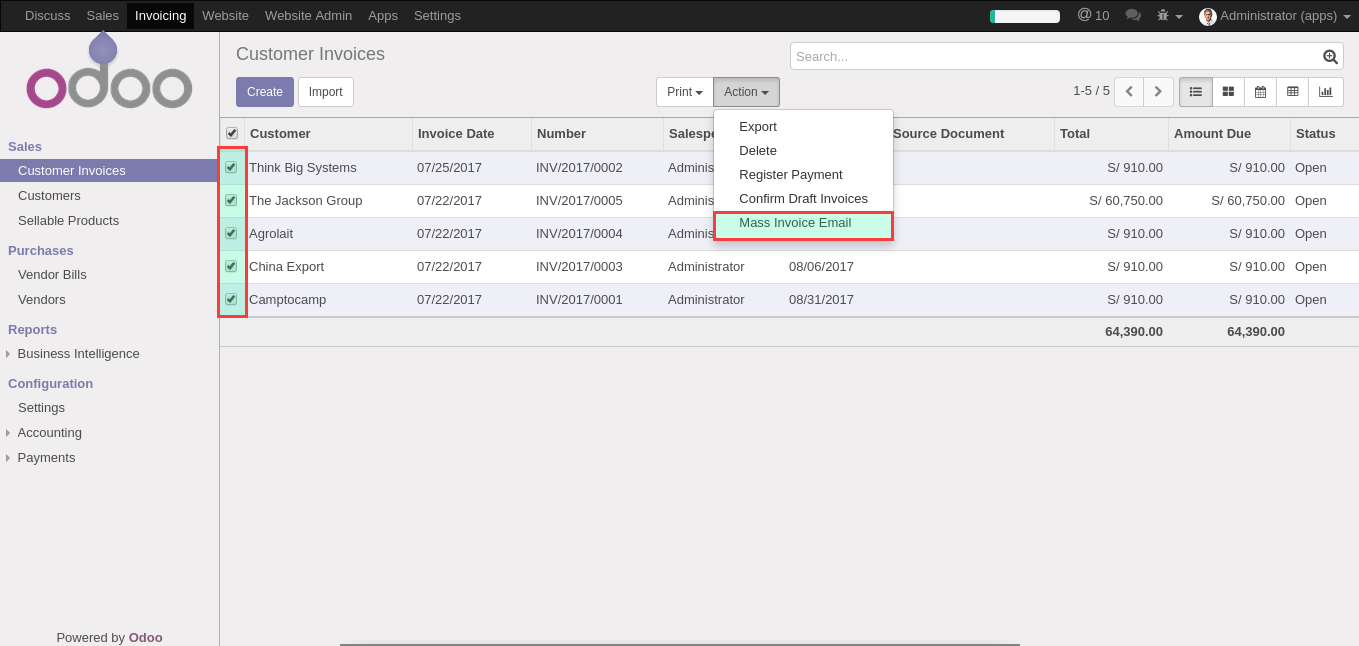 Discuss Sales Invoicing Website Website Admin Apps Settings @ 10 Administrator (apps)
odoo
Customer Invoices
Search...
Create Import Print Action 1-5 / 5
Export
Delete
Register Payment
Confirm Draft Invoices
Mass Invoice Email
Sales
Customer Invoices
Customers
Sellable Products
Purchases
Vendor Bills
Vendors
Reports
Business Intelligence
Configuration
Settings
Accounting
Payments
Powered by Odoo
Customer Invoice Date Number Salespe Source Document Total Amount Due Status
Think Big Systems 07/25/2017 INV/2017/0002 Adminis S/ 910.00 S/ 910.00 Open
The Jackson Group 07/22/2017 INV/2017/0005 Adminis S/ 60,750.00 S/ 60,750.00 Open
Agrolait 07/22/2017 INV/2017/0004 Adminis S/ 910.00 S/ 910.00 Open
China Export 07/22/2017 INV/2017/0003 Administrator 08/06/2017 S/ 910.00 S/ 910.00 Open
Camptocamp 07/22/2017 INV/2017/0001 Administrator 08/31/2017 S/ 910.00 S/ 910.00 Open
64,390.00 64,390.00